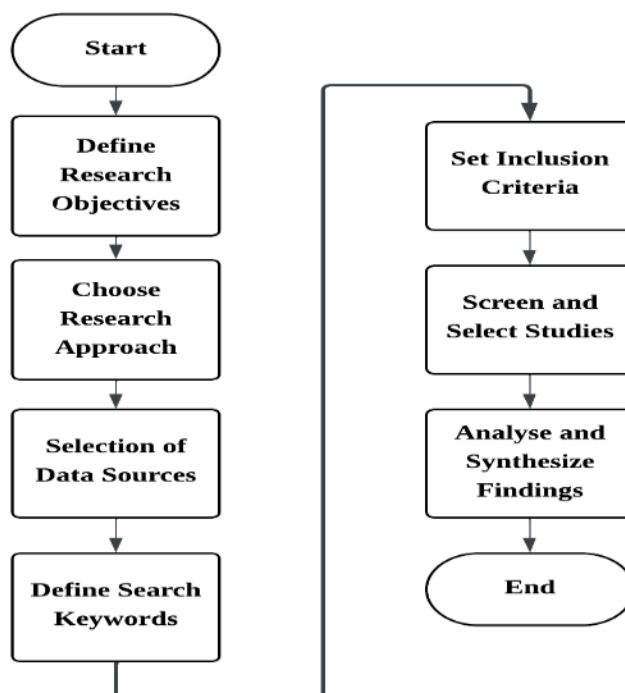 Start
Define
Research
Objectives
Choose
Research
Approach
Selection of
Data Sources
Define Search
Keywords
Set Inclusion
Criteria
Screen and
Select Studies
Analyse and
Synthesize
Findings
End